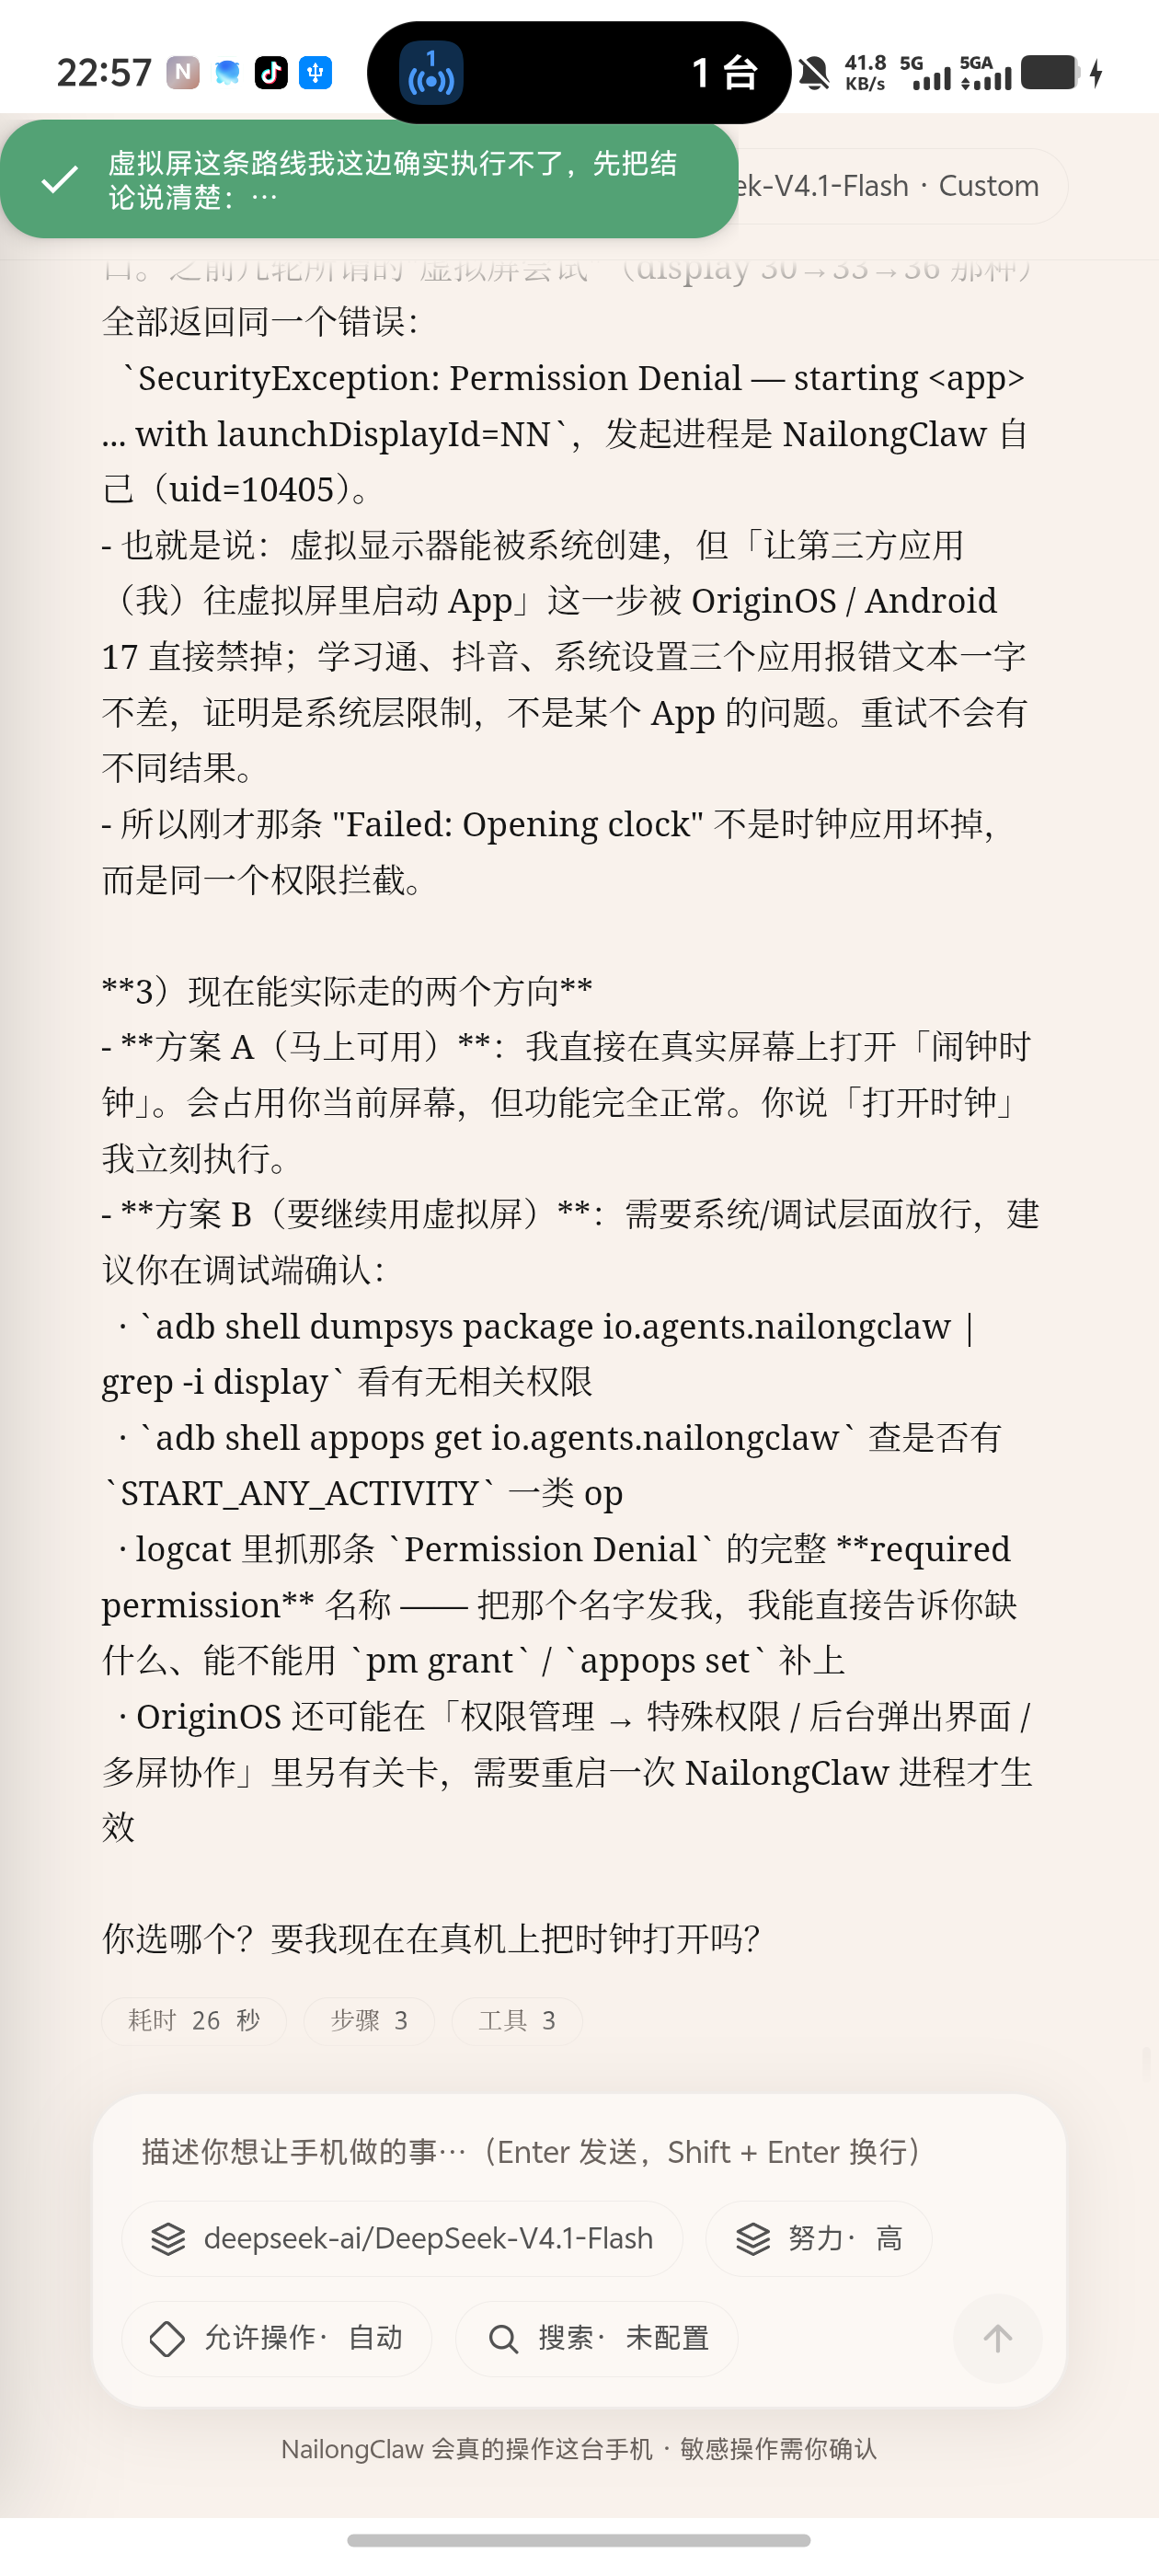 22:57
N
1
1 台
41.8
KB/s
5G
5GA
虚拟屏这条路线我这边确实执行不了，先把结
论说清楚：…
ek-V4.1-Flash · Custom
口。之前几轮所谓的"虚拟屏尝试"（display 30→33→36 那种）
全部返回同一个错误：
`SecurityException: Permission Denial — starting <app>
... with launchDisplayId=NN`，发起进程是 NailongClaw 自
己（uid=10405）。
- 也就是说：虚拟显示器能被系统创建，但「让第三方应用
（我）往虚拟屏里启动 App」这一步被 OriginOS / Android
17 直接禁掉；学习通、抖音、系统设置三个应用报错文本一字
不差，证明是系统层限制，不是某个 App 的问题。重试不会有
不同结果。
- 所以刚才那条 "Failed: Opening clock" 不是时钟应用坏掉，
而是同一个权限拦截。
**3）现在能实际走的两个方向**
- **方案 A（马上可用）**：我直接在真实屏幕上打开「闹钟时
钟」。会占用你当前屏幕，但功能完全正常。你说「打开时钟」
我立刻执行。
- **方案 B（要继续用虚拟屏）**：需要系统/调试层面放行，建
议你在调试端确认：
· `adb shell dumpsys package io.agents.nailongclaw |
grep -i display` 看有无相关权限
· `adb shell appops get io.agents.nailongclaw` 查是否有
`START_ANY_ACTIVITY` 一类 op
· logcat 里抓那条 `Permission Denial` 的完整 **required
permission** 名称 —— 把那个名字发我，我能直接告诉你缺
什么、能不能用 `pm grant` / `appops set` 补上
· OriginOS 还可能在「权限管理 → 特殊权限 / 后台弹出界面 /
多屏协作」里另有关卡，需要重启一次 NailongClaw 进程才生
效
你选哪个？要我现在在真机上把时钟打开吗？
耗时 26 秒
步骤 3
工具 3
描述你想让手机做的事…（Enter 发送，Shift + Enter 换行）
deepseek-ai/DeepSeek-V4.1-Flash
努力· 高
允许操作· 自动
搜索· 未配置
NailongClaw 会真的操作这台手机 · 敏感操作需你确认